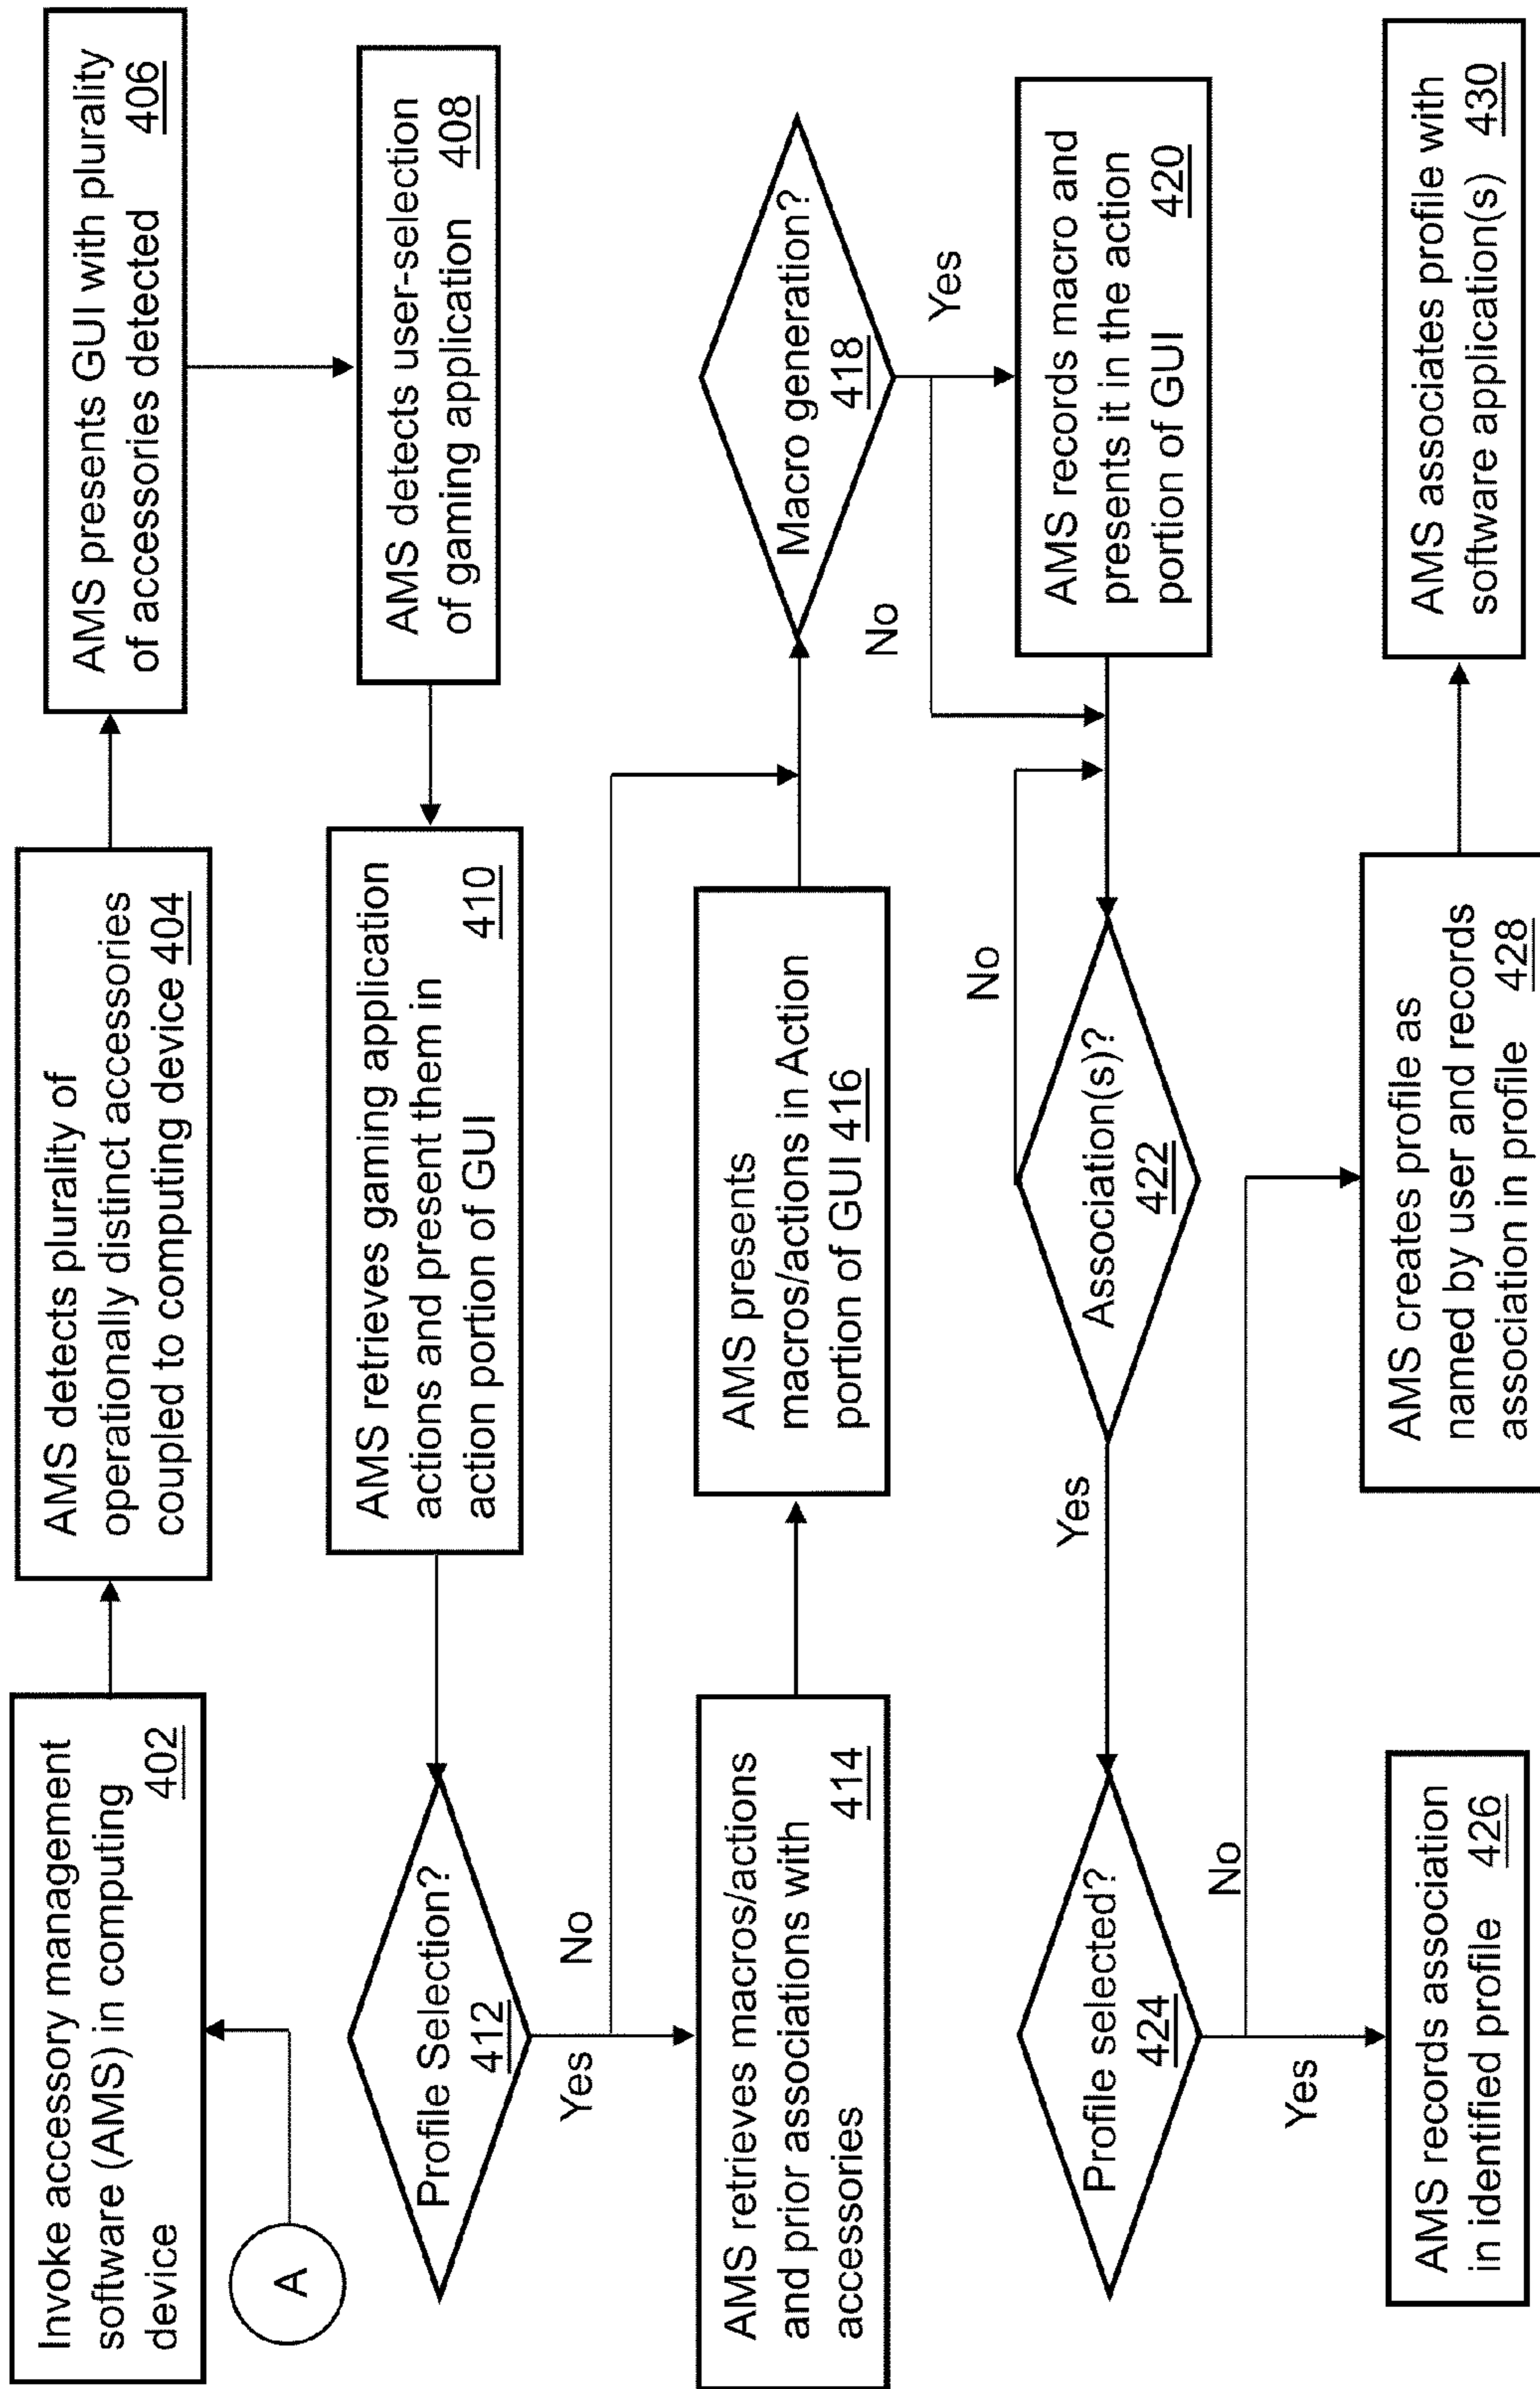 Invoke accessory management
software (AMS) in computing
device 402
A
AMS detects plurality of
operationally distinct accessories
coupled to computing device 404
AMS presents GUI with plurality
of accessories detected 406
AMS detects user-selection
of gaming application 408
AMS retrieves gaming application
actions and present them in
action portion of GUI 410
Profile Selection?
412
No
Yes
AMS retrieves macros/actions
and prior associations with
accessories 414
AMS presents
macros/actions in Action
portion of GUI 416
Macro generation?
418
No
Yes
AMS records macro and
presents it in the action
portion of GUI 420
Association(s)?
422
No
Yes
Profile selected?
424
No
Yes
AMS records association
in identified profile 426
AMS creates profile as
named by user and records
association in profile 428
AMS associates profile with
software application(s) 430